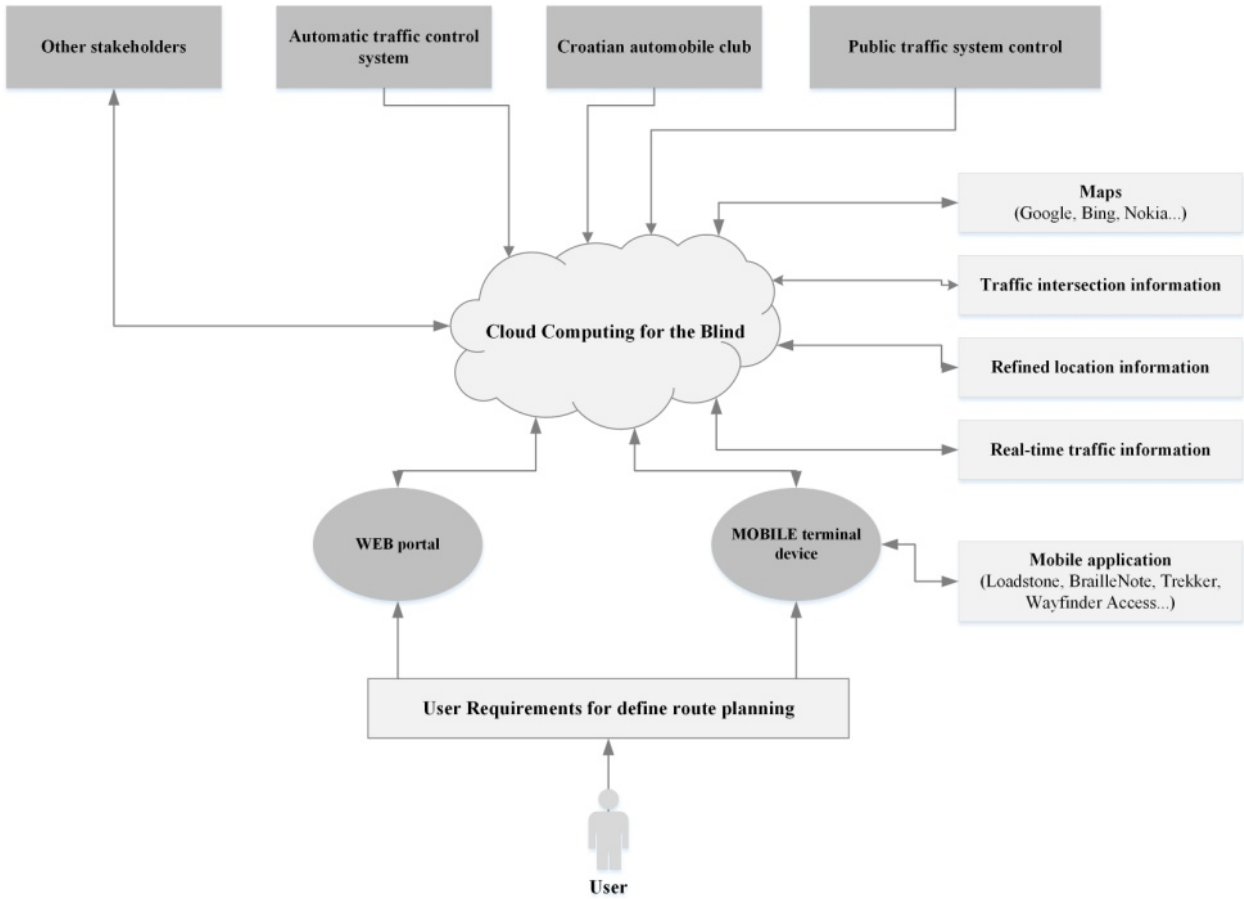 Other stakeholders
Automatic traffic control
system
Croatian automobile club
Public traffic system control
Maps
(Google, Bing, Nokia...)
Traffic intersection information
Cloud Computing for the Blind
Refined location information
Real-time traffic information
WEB portal
MOBILE terminal
device
Mobile application
(Loadstone, BrailleNote, Trekker,
Wayfinder Access...)
User Requirements for define route planning
User